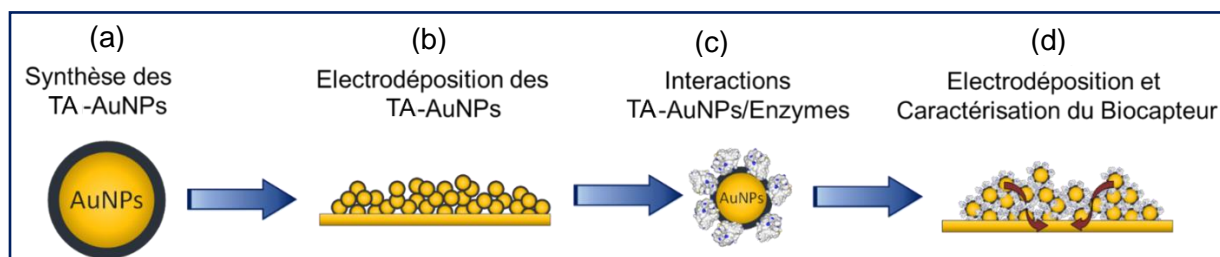 (a)
Synthèse des
TA -AuNPs
AuNPs
(b)
Electrodéposition des
TA-AuNPs
(c)
Interactions
TA-AuNPs/Enzymes
AuNPs
(d)
Electrodéposition et
Caractérisation du Biocapteur